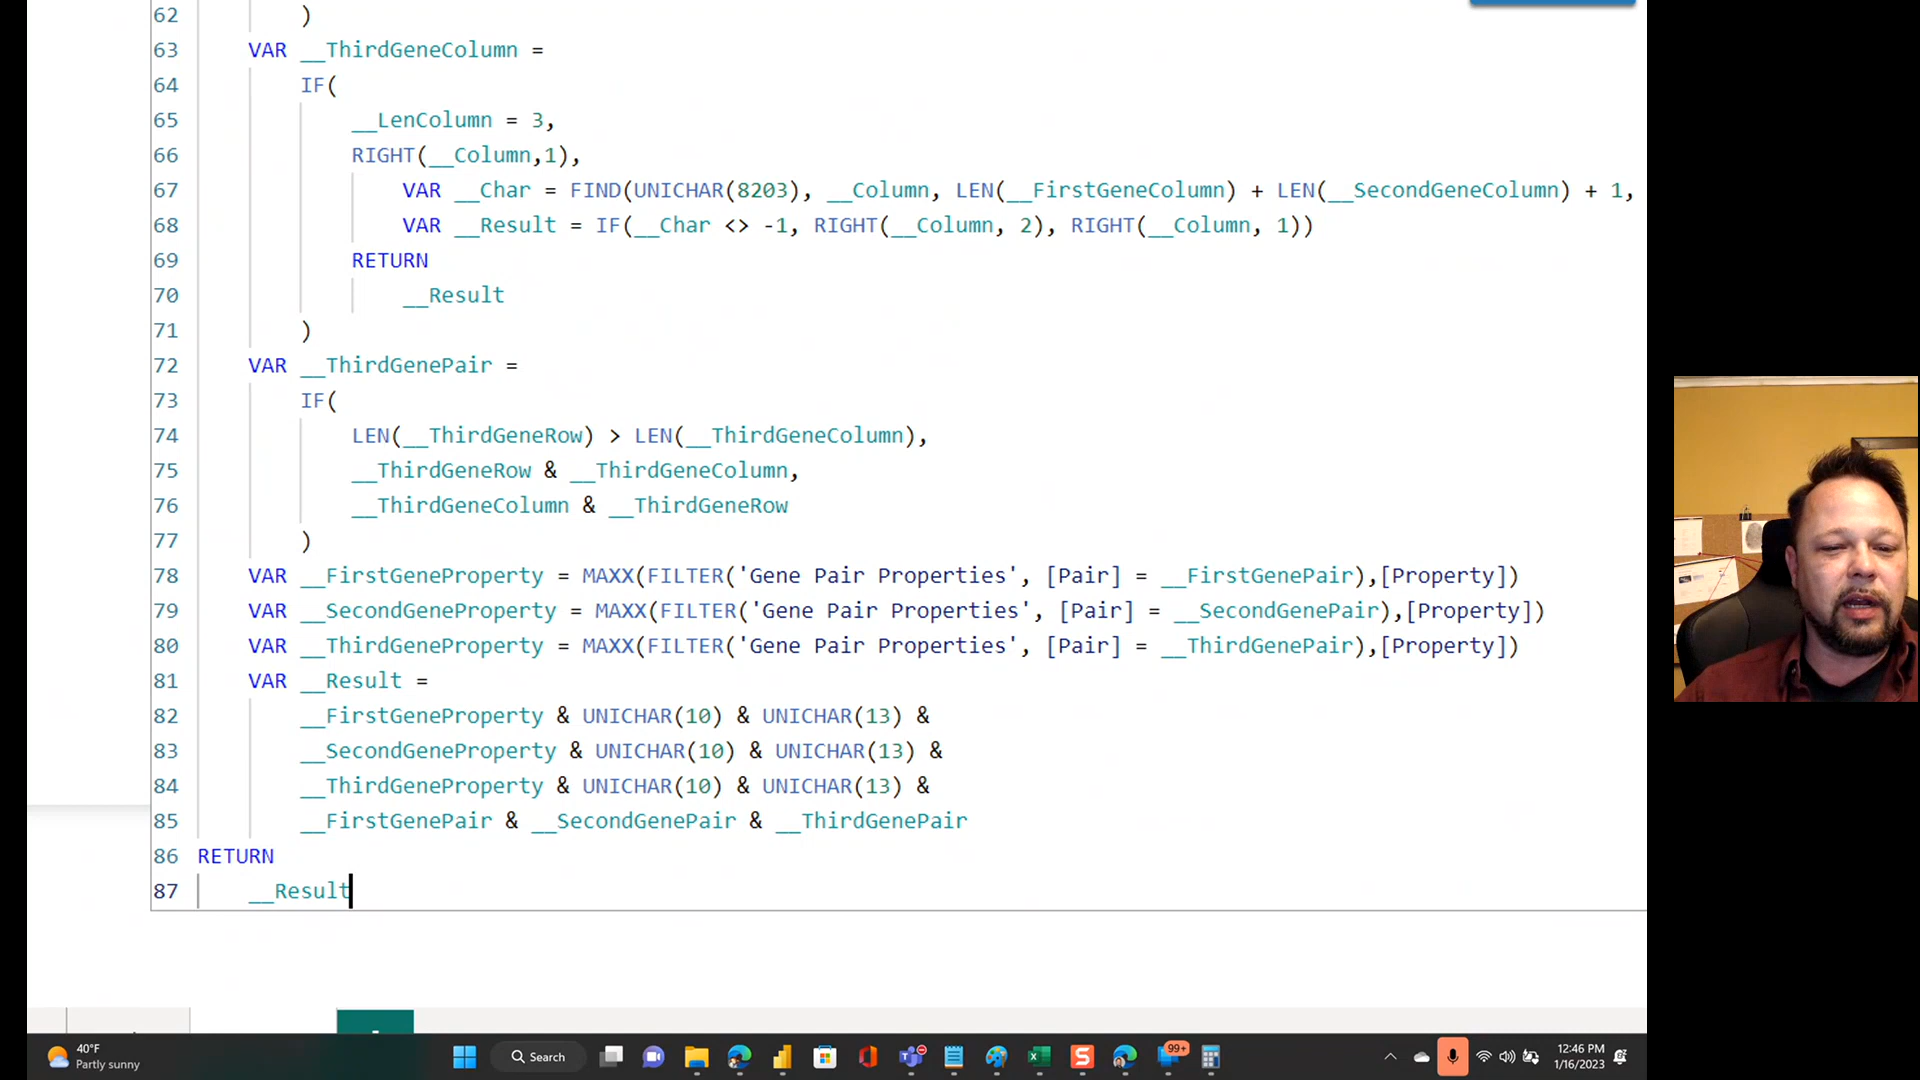 62 )
63 VAR __ThirdGeneColumn =
64 IF(
65 __LenColumn = 3,
66 RIGHT(__Column,1),
67 VAR __Char = FIND(UNICHAR(8203), __Column, LEN(__FirstGeneColumn) + LEN(__SecondGeneColumn) + 1,
68 VAR __Result = IF(__Char <> -1, RIGHT(__Column, 2), RIGHT(__Column, 1))
69 RETURN
70 __Result
71 )
72 VAR __ThirdGenePair =
73 IF(
74 LEN(__ThirdGeneRow) > LEN(__ThirdGeneColumn),
75 __ThirdGeneRow & __ThirdGeneColumn,
76 __ThirdGeneColumn & __ThirdGeneRow
77 )
78 VAR __FirstGeneProperty = MAXX(FILTER('Gene Pair Properties', [Pair] = __FirstGenePair),[Property])
79 VAR __SecondGeneProperty = MAXX(FILTER('Gene Pair Properties', [Pair] = __SecondGenePair),[Property])
80 VAR __ThirdGeneProperty = MAXX(FILTER('Gene Pair Properties', [Pair] = __ThirdGenePair),[Property])
81 VAR __Result =
82 __FirstGeneProperty & UNICHAR(10) & UNICHAR(13) &
83 __SecondGeneProperty & UNICHAR(10) & UNICHAR(13) &
84 __ThirdGeneProperty & UNICHAR(10) & UNICHAR(13) &
85 __FirstGenePair & __SecondGenePair & __ThirdGenePair
86 RETURN
87 __Result
40°F
Partly sunny
Search
99+
12:46 PM
1/16/2023